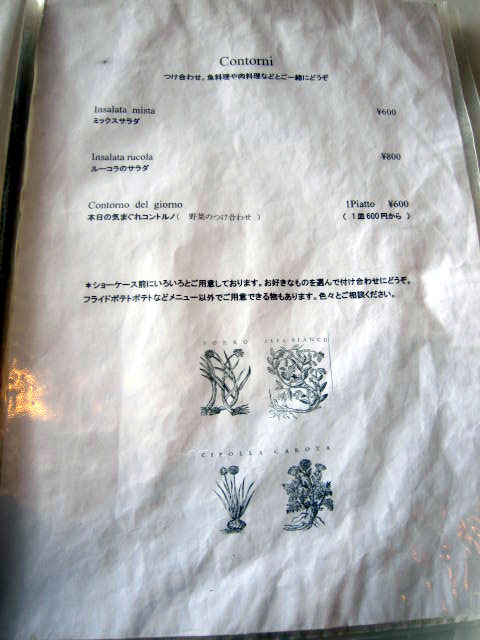 Contorni
つけ合わせ。魚料理や肉料理などとご一緒にどうぞ
Insalata mista ¥600
ミックスサラダ
Insalata rucola ¥800
ルーコラのサラダ
Contorno del giorno 1Piatto ¥600
本日の気まぐれコントルノ( 野菜のつけ合わせ ) ( 1皿600円から )
＊ショーケース前にいろいろとご用意しております。お好きなものを選んで付け合わせにどうぞ。
フライドポテトポテトなどメニュー以外でご用意できる物もあります。色々とご相談ください。
PORRO BIANCO
CIPOLLA CAROTA